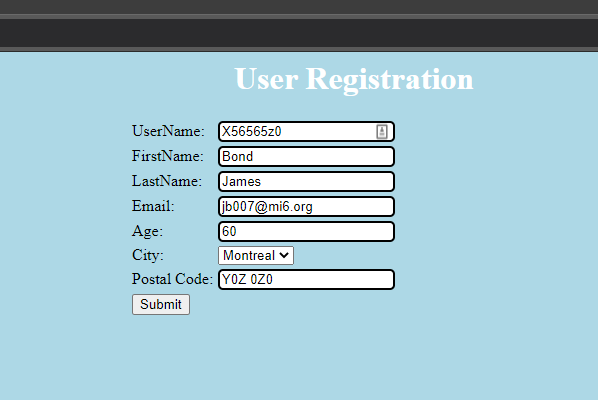 User Registration
UserName: X56565z0
FirstName: Bond
LastName: James
Email: jb007@mi6.org
Age: 60
City: Montreal
Postal Code: Y0Z 0Z0
Submit